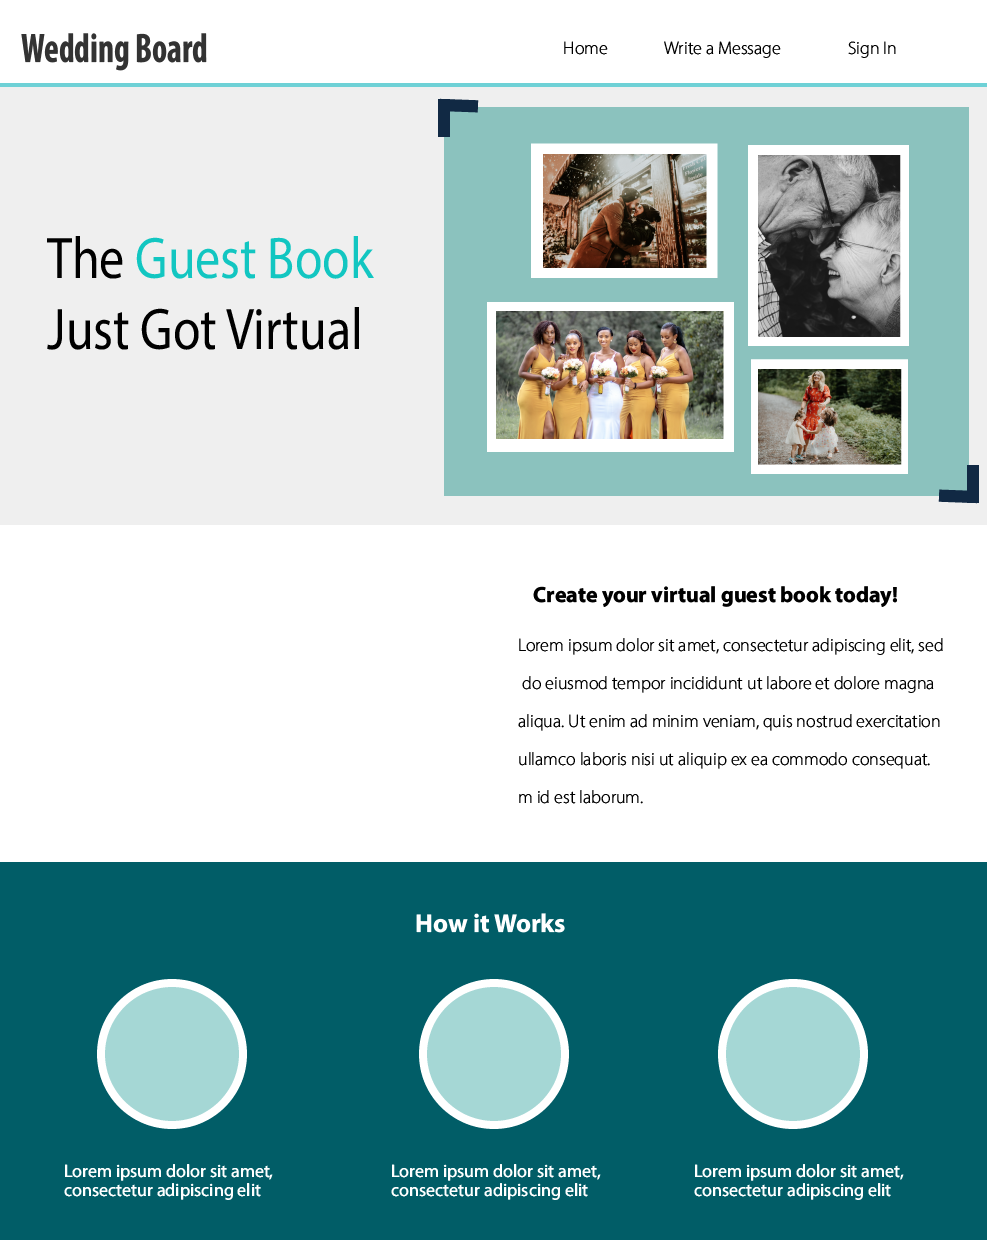 Wedding Board
Home
Write a Message
Sign In
The Guest Book
Just Got Virtual
Create your virtual guest book today!
Lorem ipsum dolor sit amet, consectetur adipiscing elit, sed
do eiusmod tempor incididunt ut labore et dolore magna
aliqua. Ut enim ad minim veniam, quis nostrud exercitation
ullamco laboris nisi ut aliquip ex ea commodo consequat.
m id est laborum.
How it Works
Lorem ipsum dolor sit amet,
consectetur adipiscing elit
Lorem ipsum dolor sit amet,
consectetur adipiscing elit
Lorem ipsum dolor sit amet,
consectetur adipiscing elit